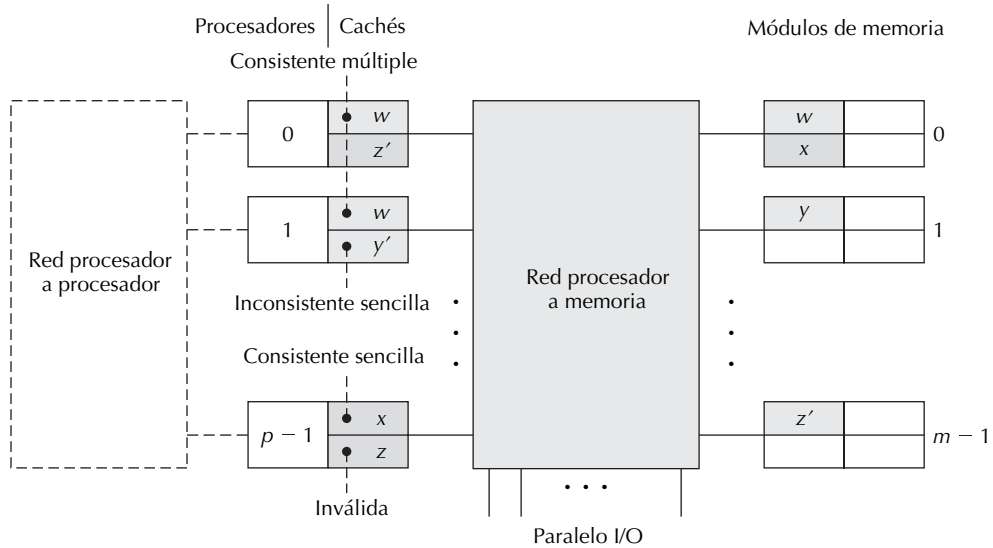 Procesadores
Cachés
Módulos de memoria
Consistente múltiple
0
w
z′
w
x
0
1
w
y′
y
1
Red procesador
a procesador
Red procesador
a memoria
Inconsistente sencilla
Consistente sencilla
p − 1
x
z
z′
m − 1
Inválida
Paralelo I/O